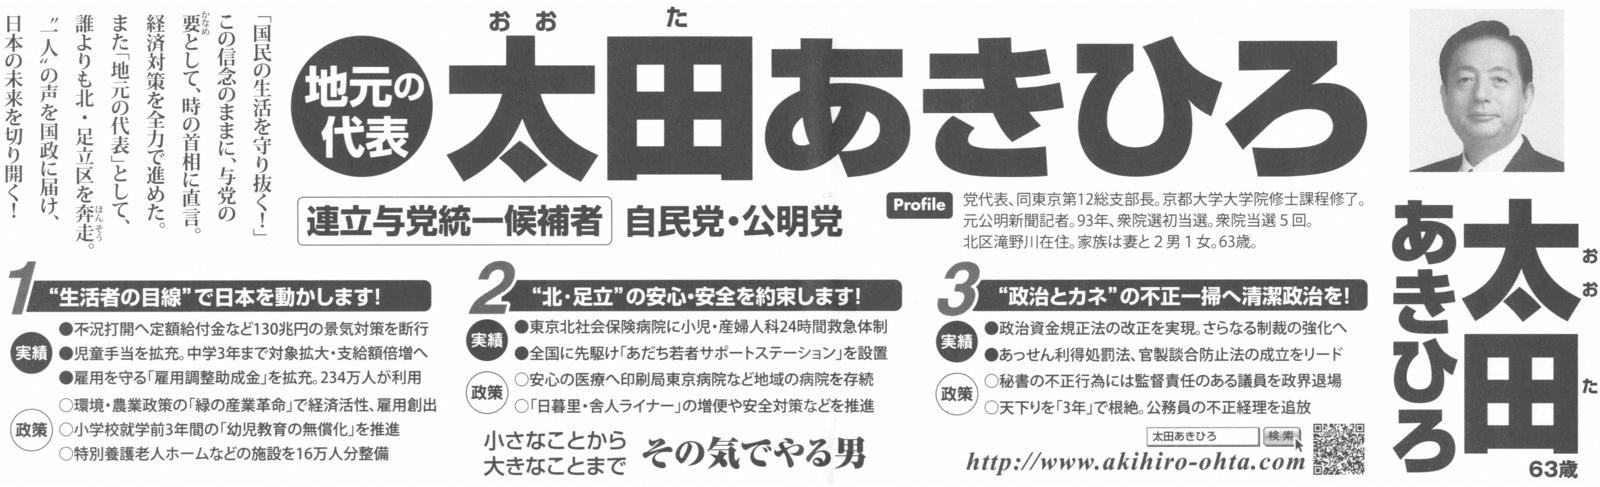 「国民の生活を守り抜く！」
この信念のままに、与党の
要として、時の首相に直言。
かなめ
経済対策を全力で進めた。
また「地元の代表」として、
誰よりも北・足立区を奔走。
ほんそう
〝一人〟の声を国政に届け、
日本の未来を切り開く！
地元の
代表
おお た
太田あきひろ
連立与党統一候補者 自民党・公明党
Profile
党代表、同東京第12総支部長。京都大学大学院修士課程修了。
元公明新聞記者。93年、衆院選初当選。衆院当選５回。
北区滝野川在住。家族は妻と２男１女。63歳。
1 “生活者の目線”で日本を動かします！
実績
●不況打開へ定額給付金など130兆円の景気対策を断行
●児童手当を拡充。中学3年まで対象拡大・支給額倍増へ
●雇用を守る「雇用調整助成金」を拡充。234万人が利用
政策
○環境・農業政策の「緑の産業革命」で経済活性、雇用創出
○小学校就学前3年間の「幼児教育の無償化」を推進
○特別養護老人ホームなどの施設を16万人分整備
2 “北・足立”の安心・安全を約束します！
実績
●東京北社会保険病院に小児・産婦人科24時間救急体制
●全国に先駆け「あだち若者サポートステーション」を設置
政策
○安心の医療へ印刷局東京病院など地域の病院を存続
○「日暮里・舎人ライナー」の増便や安全対策などを推進
小さなことから
大きなことまで
その気でやる男
3 “政治とカネ”の不正一掃へ清潔政治を！
実績
●政治資金規正法の改正を実現。さらなる制裁の強化へ
●あっせん利得処罰法、官製談合防止法の成立をリード
政策
○秘書の不正行為には監督責任のある議員を政界退場
○天下りを「3年」で根絶。公務員の不正経理を追放
太田あきひろ 検索
http://www.akihiro-ohta.com
太田
おおた
あきひろ
63歳